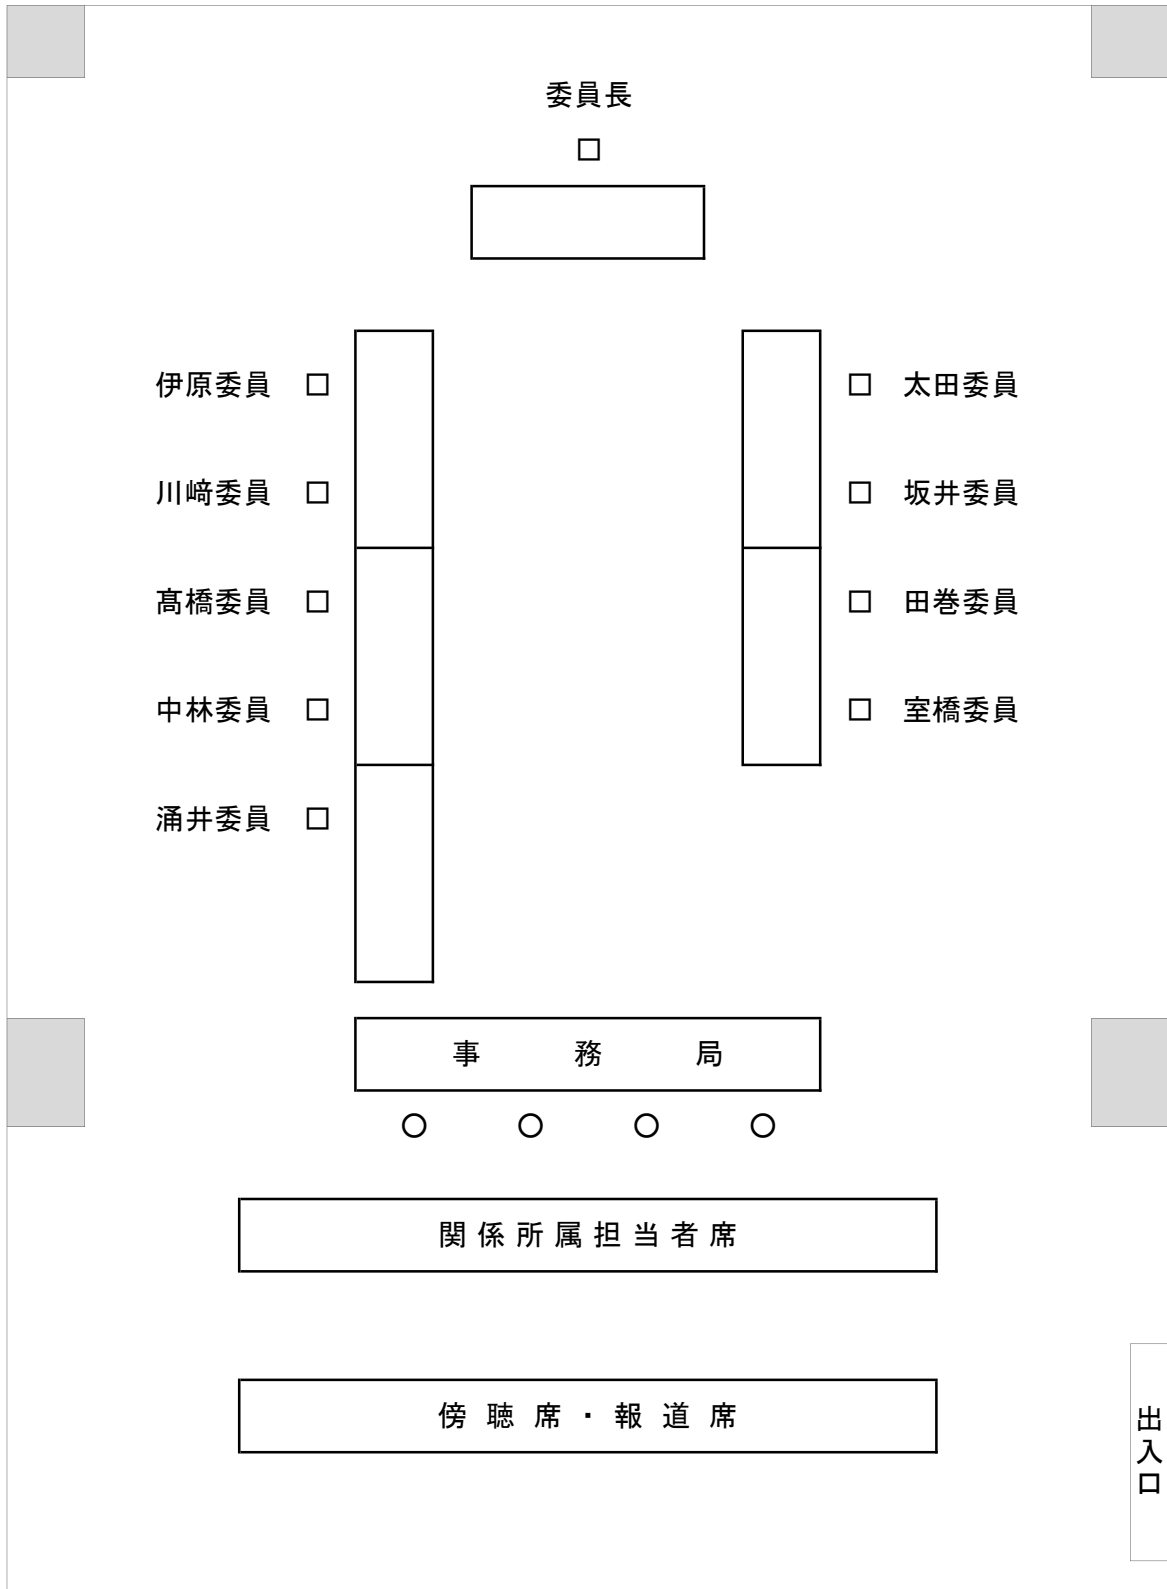 委員長
伊原委員
太田委員
川﨑委員
坂井委員
髙橋委員
田巻委員
中林委員
室橋委員
涌井委員
事務局
関係所属担当者席
傍聴席・報道席
出入口